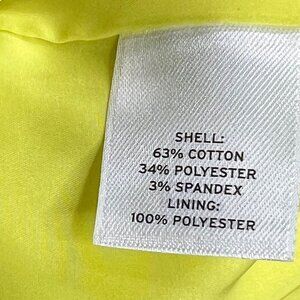 SHELL:
63% COTTON
34% POLYESTER
3% SPANDEX
LINING:
100% POLYESTER